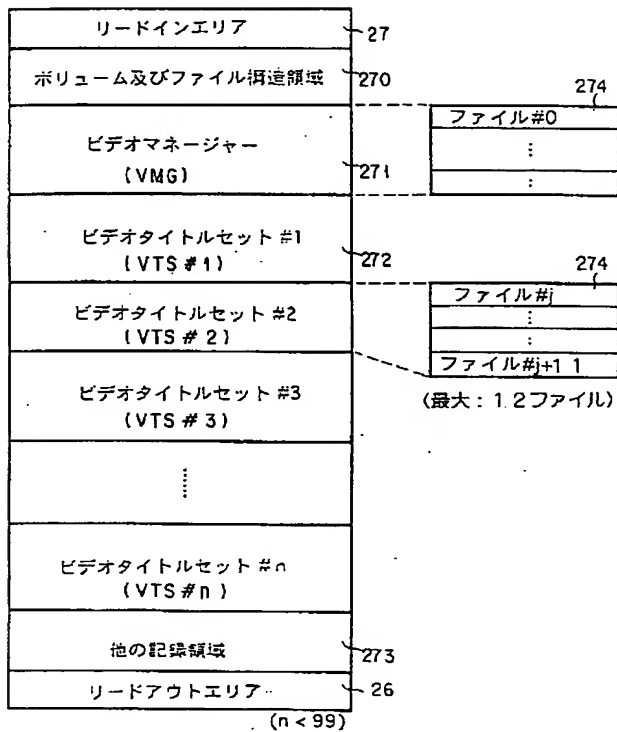 リードインエリア
27
ボリューム及びファイル構造領域
270
274
ファイル#0
⋮
⋮
ビデオマネージャー
(VMG)
271
ビデオタイトルセット #1
(VTS #1)
272
274
ファイル#j
⋮
⋮
ファイル#j+1 1
(最大: 1 2ファイル)
ビデオタイトルセット #2
(VTS # 2)
ビデオタイトルセット #3
(VTS # 3)
⋮
ビデオタイトルセット #n
(VTS #n )
他の記録領域
273
リードアウトエリア
26
(n < 99)